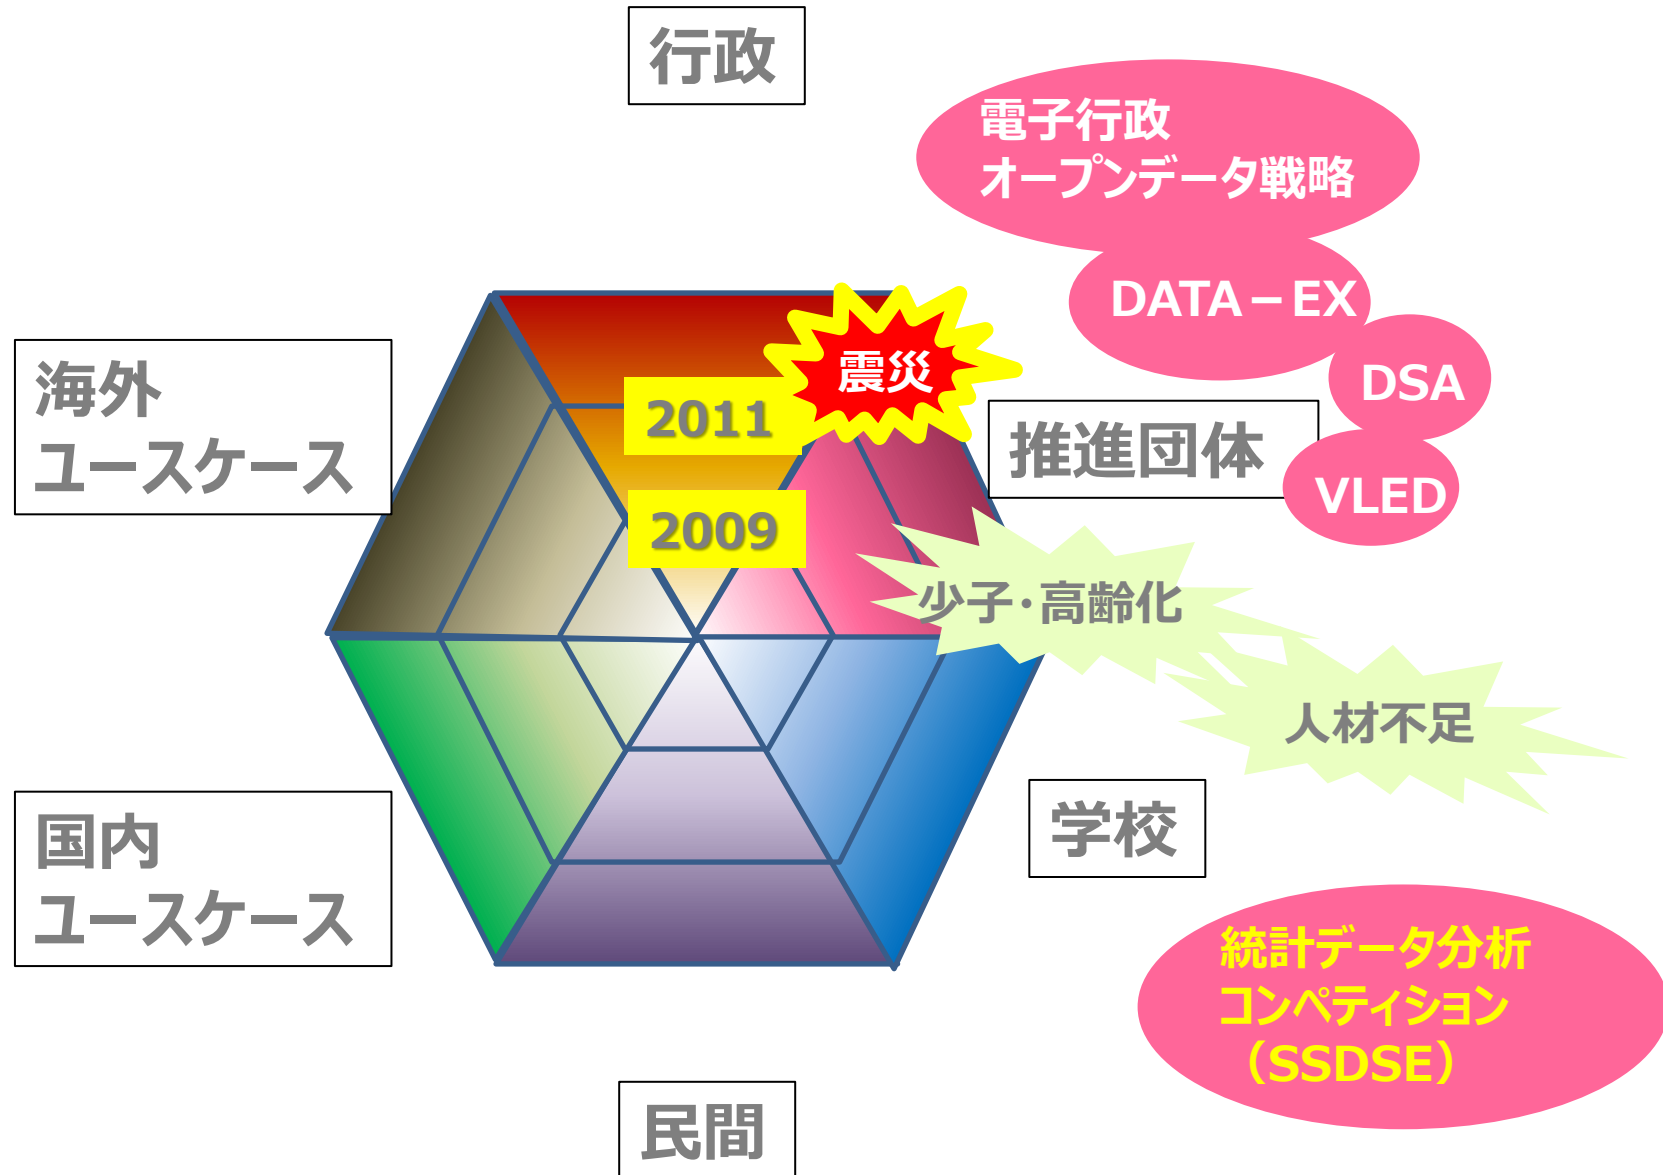 行政
電子行政
オープンデータ戦略
DATA－EX
震災
DSA
海外
ユースケース
2011
推進団体
VLED
2009
少子・高齢化
人材不足
国内
ユースケース
学校
統計データ分析
コンペティション
（SSDSE）
民間